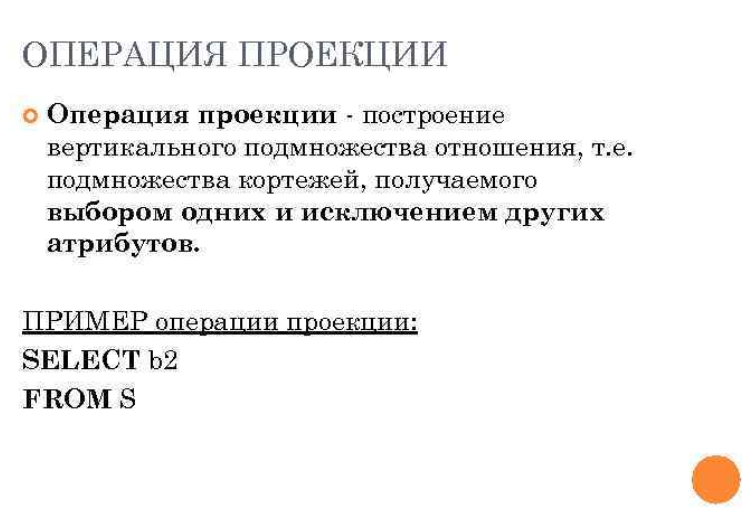 ОПЕРАЦИЯ ПРОЕКЦИИ
Операция проекции - построение
вертикального подмножества отношения, т.е.
подмножества кортежей, получаемого
выбором одних и исключением других
атрибутов.
ПРИМЕР операции проекции:
SELECT b2
FROM S